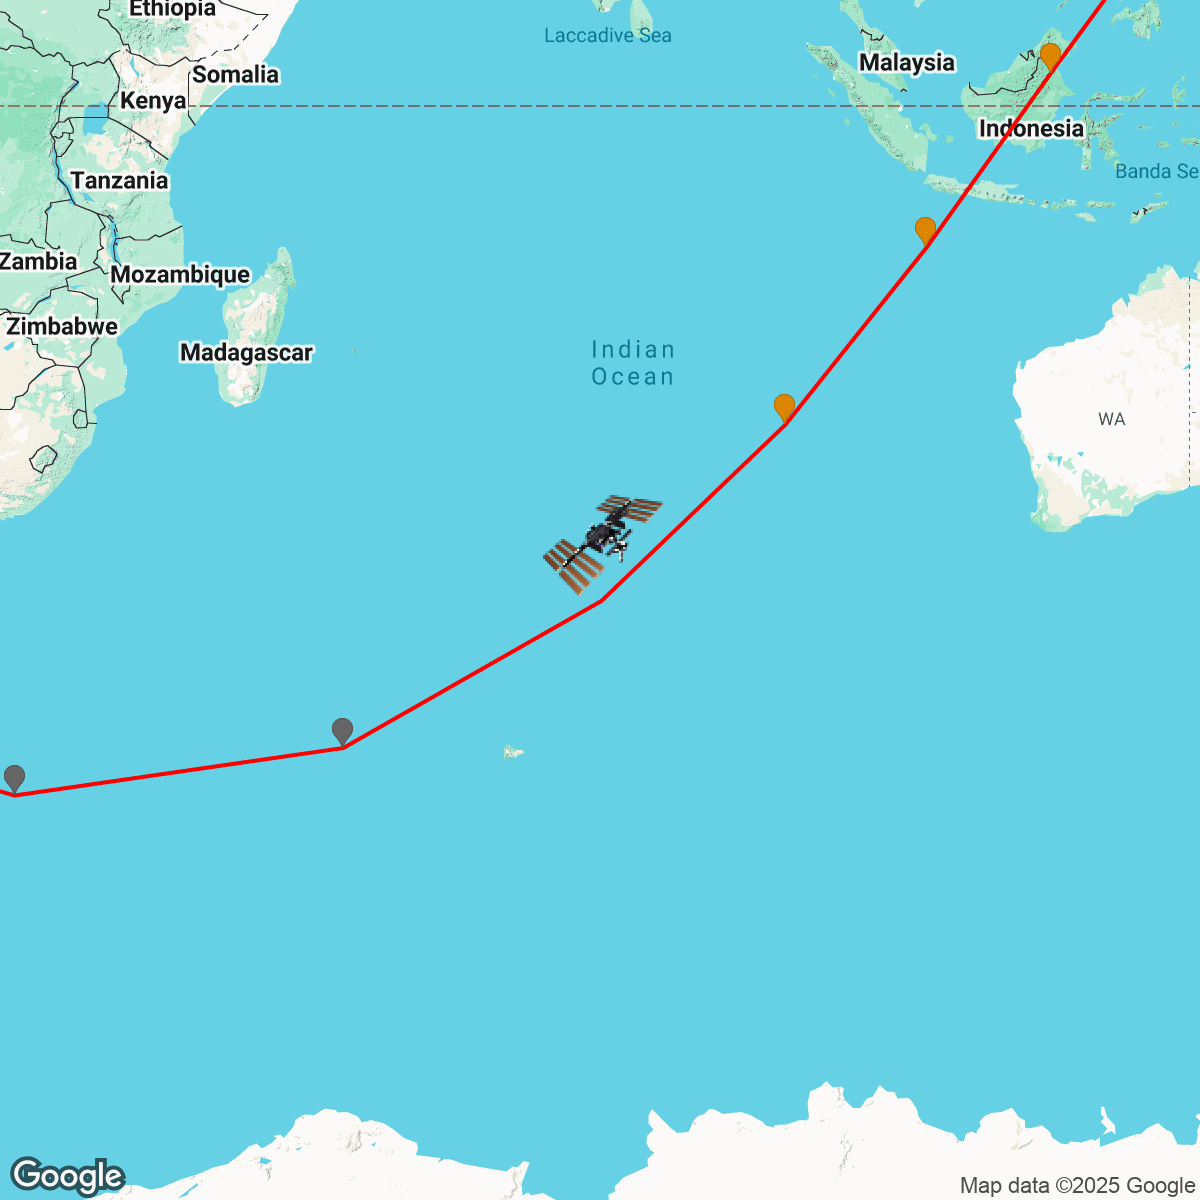 Ethiopia
Laccadive Sea
Malaysia
Somalia
Kenya
Indonesia
Banda Se
Tanzania
Zambia
Mozambique
Zimbabwe
Madagascar
Indian
Ocean
WA
Google
Map data ©2025 Google